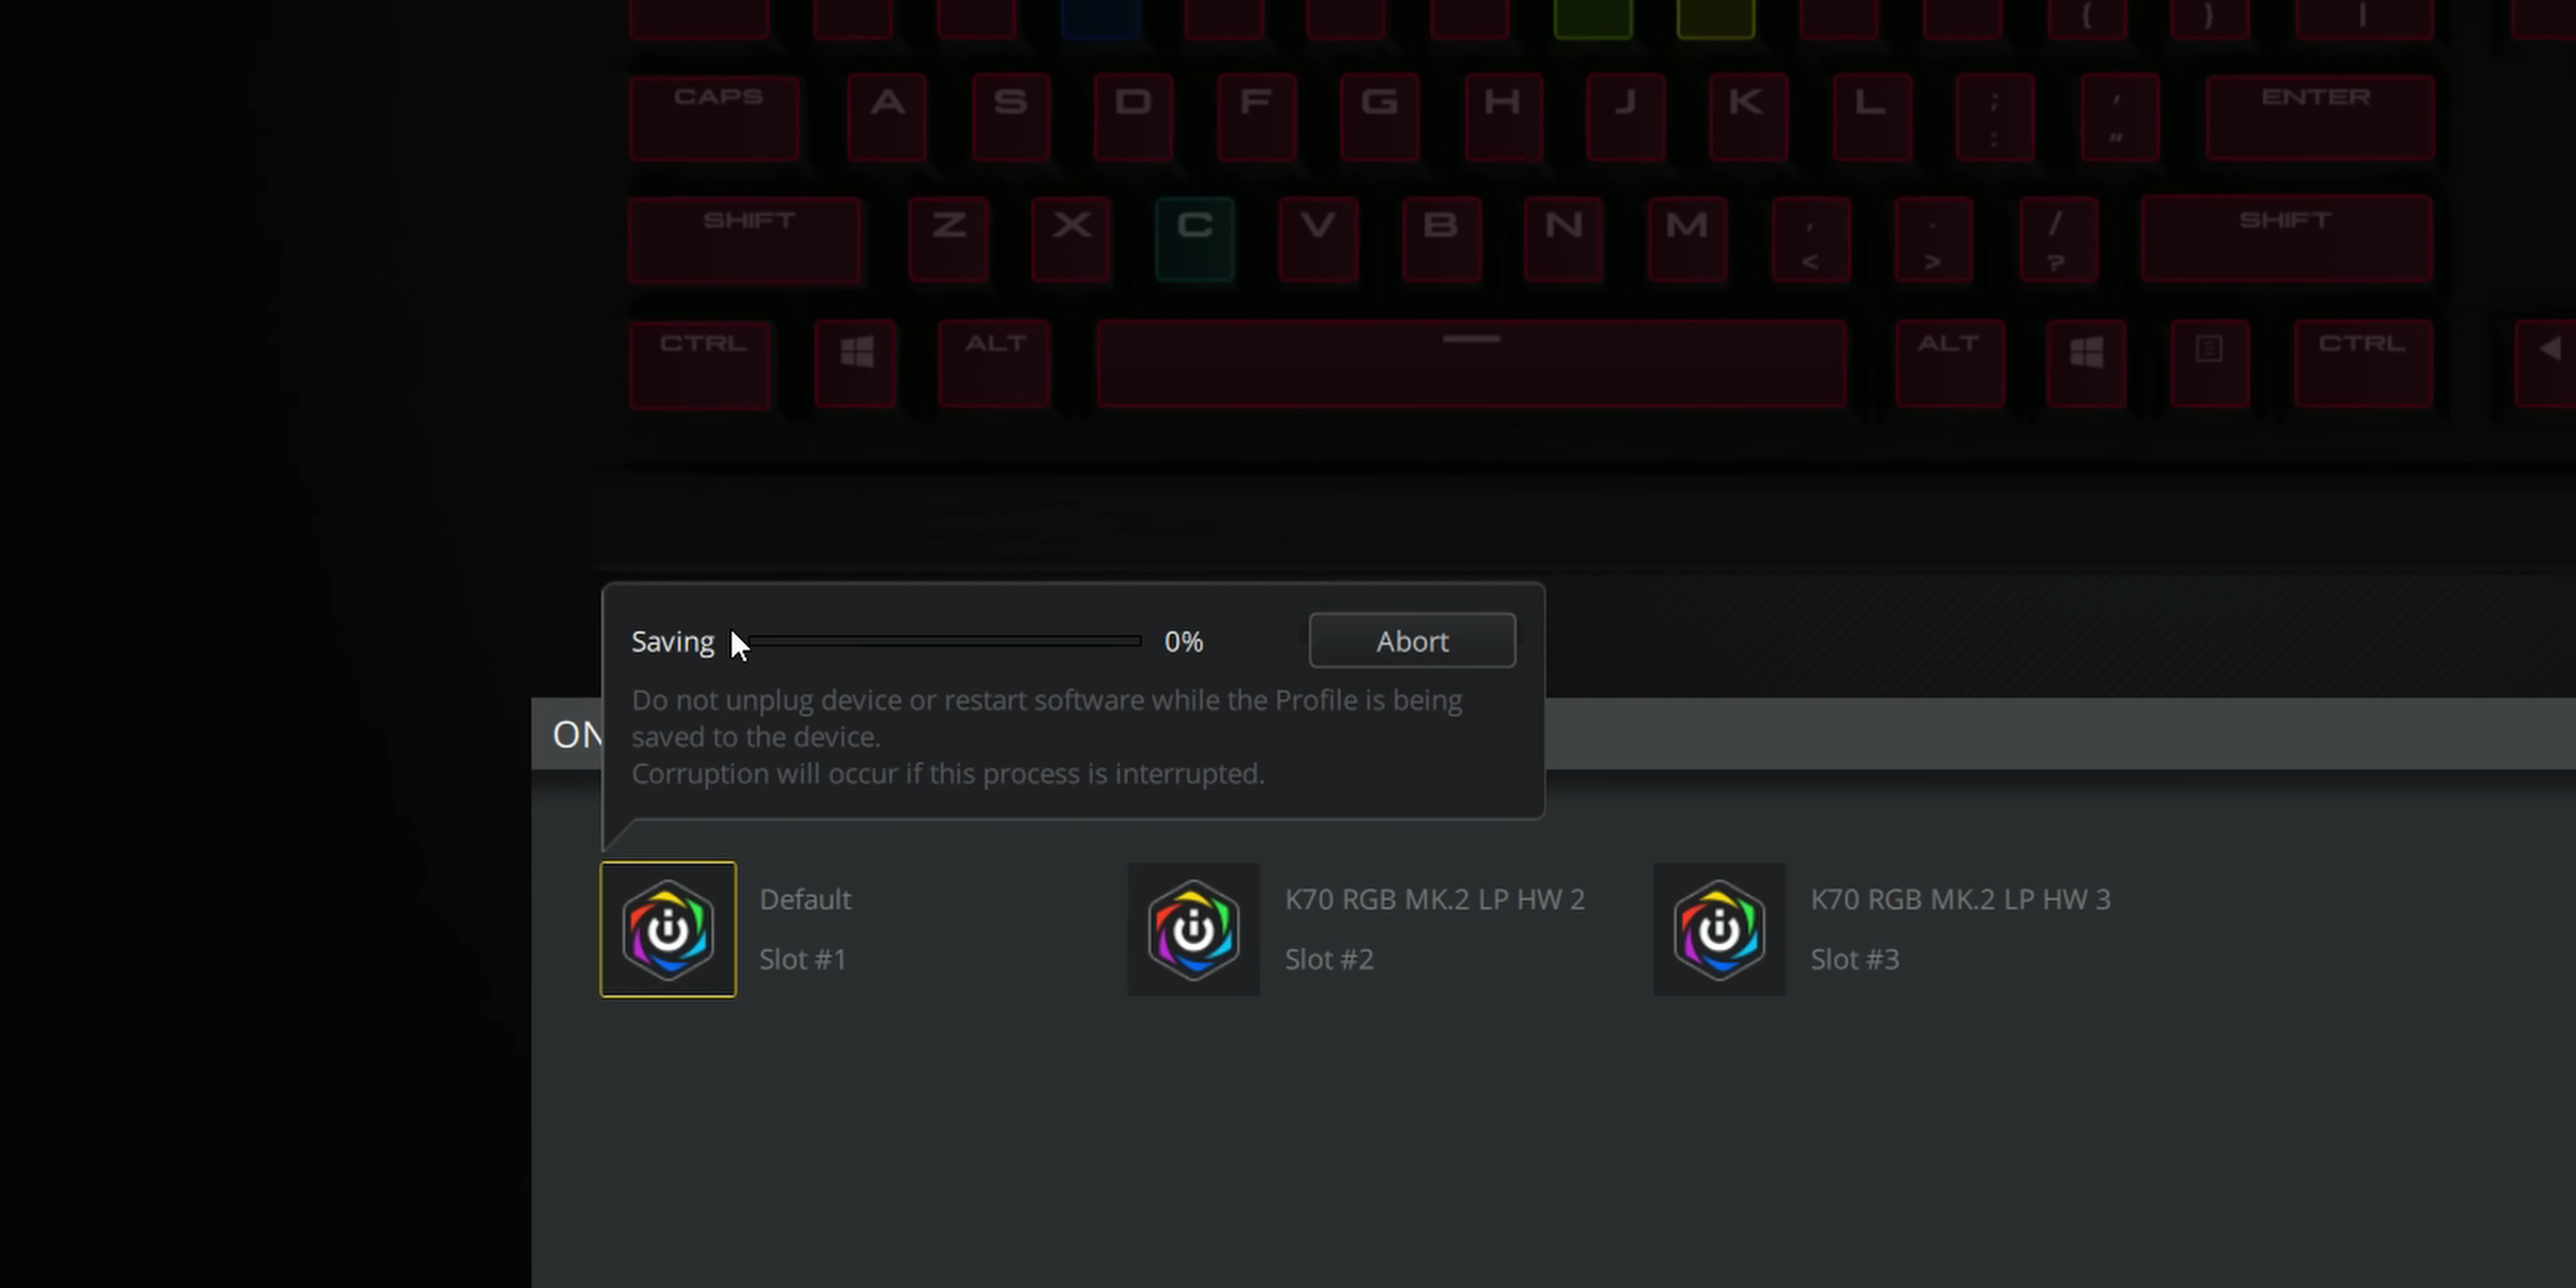 { } |
CAPS A S D F G H J K L ; : ' " ENTER
SHIFT Z X C V B N M , < . > / ? SHIFT
CTRL ALT ALT CTRL
Saving 0% Abort
Do not unplug device or restart software while the Profile is being
saved to the device.
Corruption will occur if this process is interrupted.
ON
Default
Slot #1
K70 RGB MK.2 LP HW 2
Slot #2
K70 RGB MK.2 LP HW 3
Slot #3